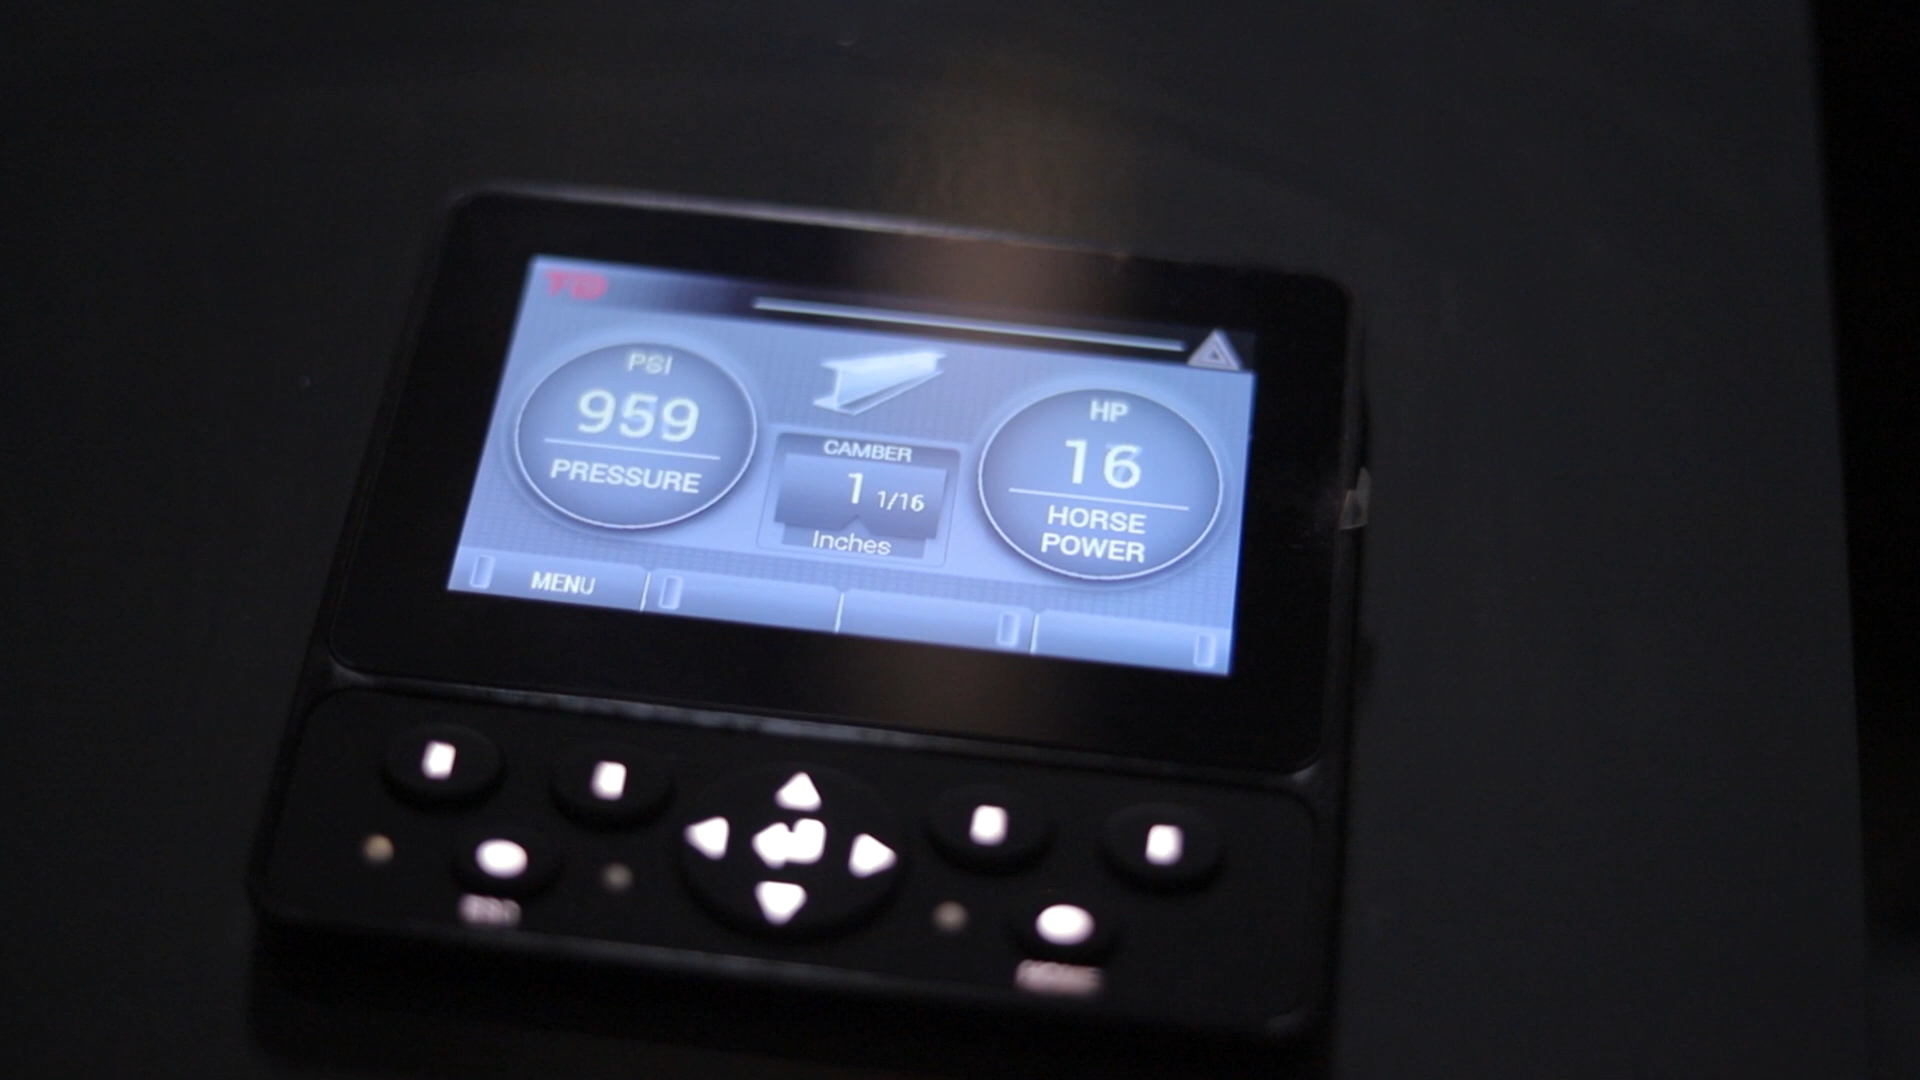 PSI
959
PRESSURE
CAMBER
1 1/16
Inches
HP
16
HORSE
POWER
MENU